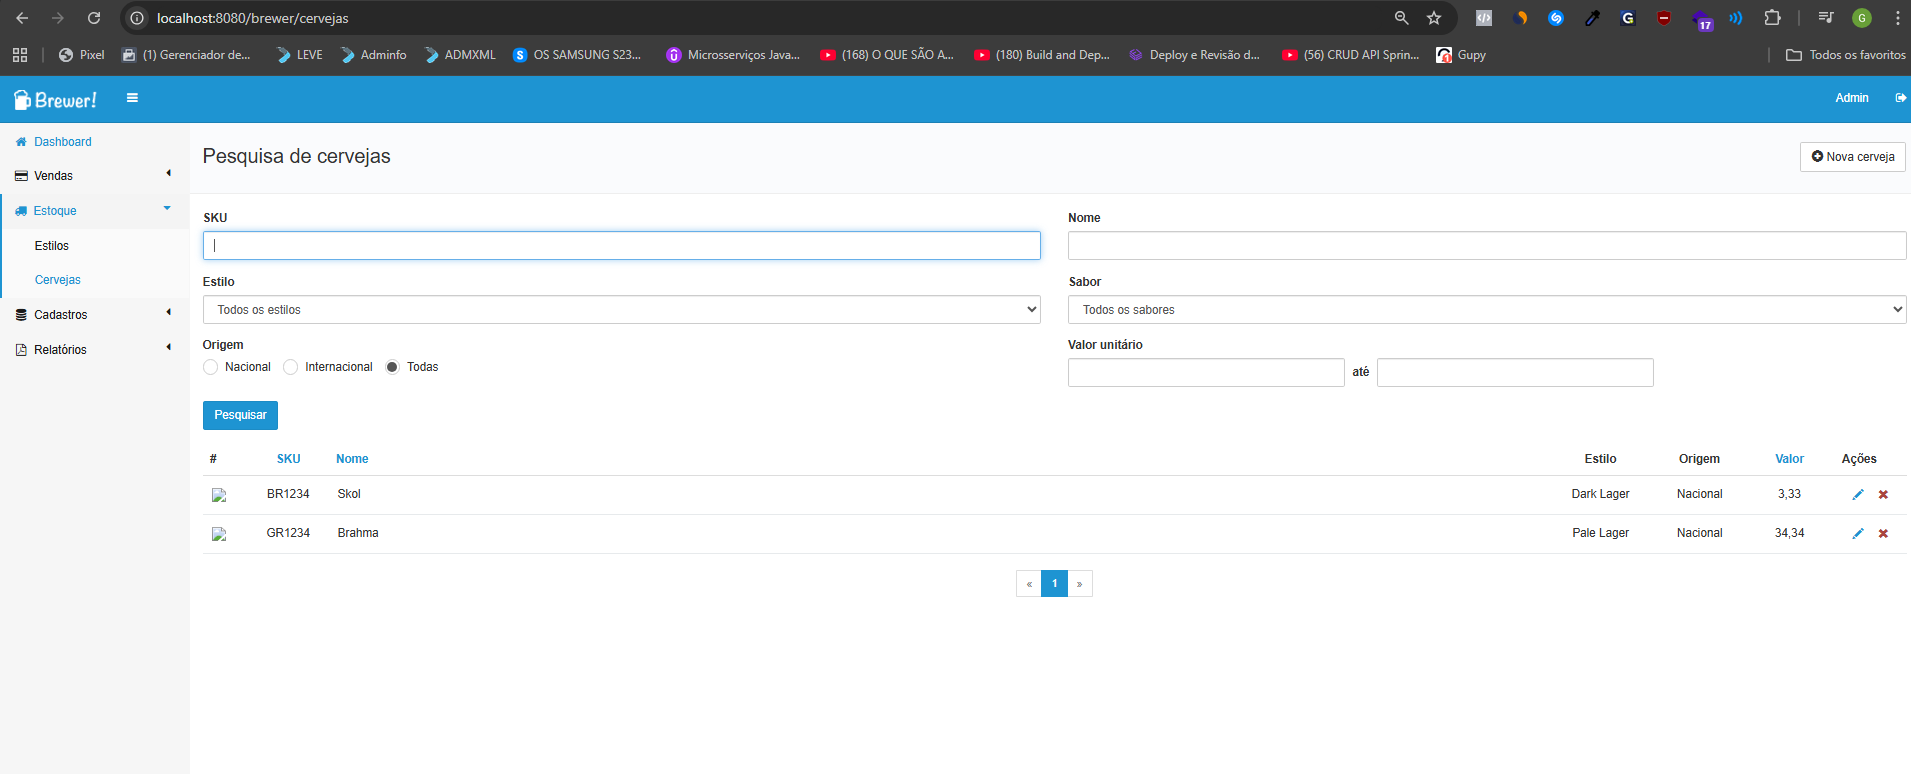 localhost:8080/brewer/cervejas
17
G
Pixel
(1) Gerenciador de...
LEVE
Adminfo
ADMXML
OS SAMSUNG S23...
Microsserviços Java...
(168) O QUE SÃO A...
(180) Build and Dep...
Deploy e Revisão d...
(56) CRUD API Sprin...
Gupy
Todos os favoritos
Brewer!
Admin
Dashboard
Vendas
Estoque
Estilos
Cervejas
Cadastros
Relatórios
Pesquisa de cervejas
Nova cerveja
SKU
Nome
Estilo
Sabor
Todos os estilos
Todos os sabores
Origem
Valor unitário
Nacional Internacional Todas
até
Pesquisar
# SKU Nome Estilo Origem Valor Ações
BR1234 Skol Dark Lager Nacional 3,33
GR1234 Brahma Pale Lager Nacional 34,34
« 1 »